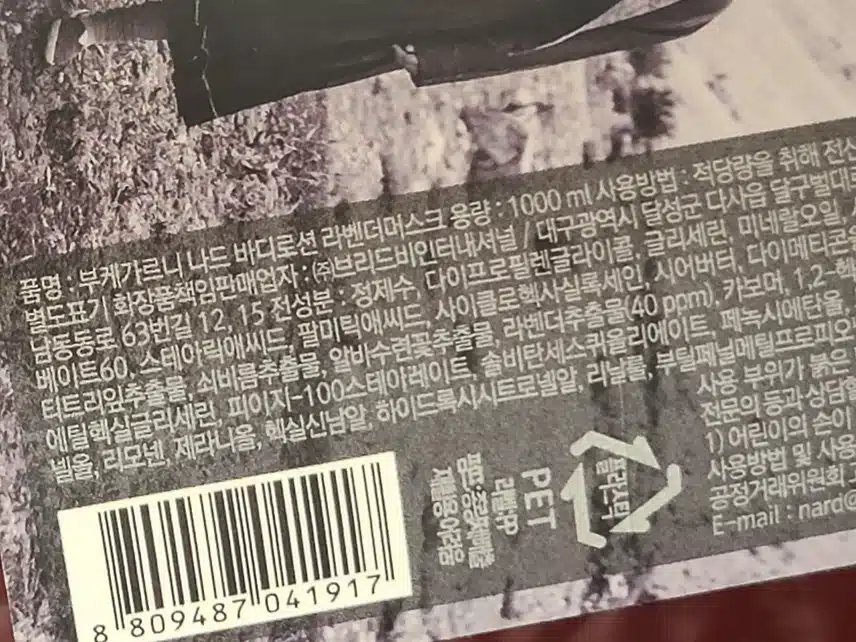 품명 : 부케가르니 나드 바디로션 라벤더머스크 용량 : 1000 ml 사용방법 : 적당량을 취해 전신
별도표기 화장품책임판매업자 : ㈜브리드비인터내셔널 / 대구광역시 달성군 다사읍 달구벌대로
남동동로 63번길 12, 15 전성분 : 정제수, 다이프로필렌글라이콜, 글리세린, 미네랄오일,
베이트60, 스테아릭애씨드, 팔미틱애씨드, 사이클로헥사실록세인, 시어버터, 다이메티콘
티트리잎추출물, 쇠비름추출물, 알비수련꽃추출물, 라벤더추출물(40 ppm), 카보머, 1,2-헥
에틸헥실글리세린, 피이지-100스테아레이트, 솔비탄세스퀴올리에이트, 페녹시에탄올,
넬올, 리모넨, 제라니올, 헥실신남알, 하이드록시시트로넬알, 리날룰, 부틸페닐메틸프로피오
사용 부위가 붉은
전문의 등과 상담할
1) 어린이의 손이
사용방법 및 사용
공정거래위원회
E-mail : nard@
플라스틱
PET
라벨:PP
8 809487 041917